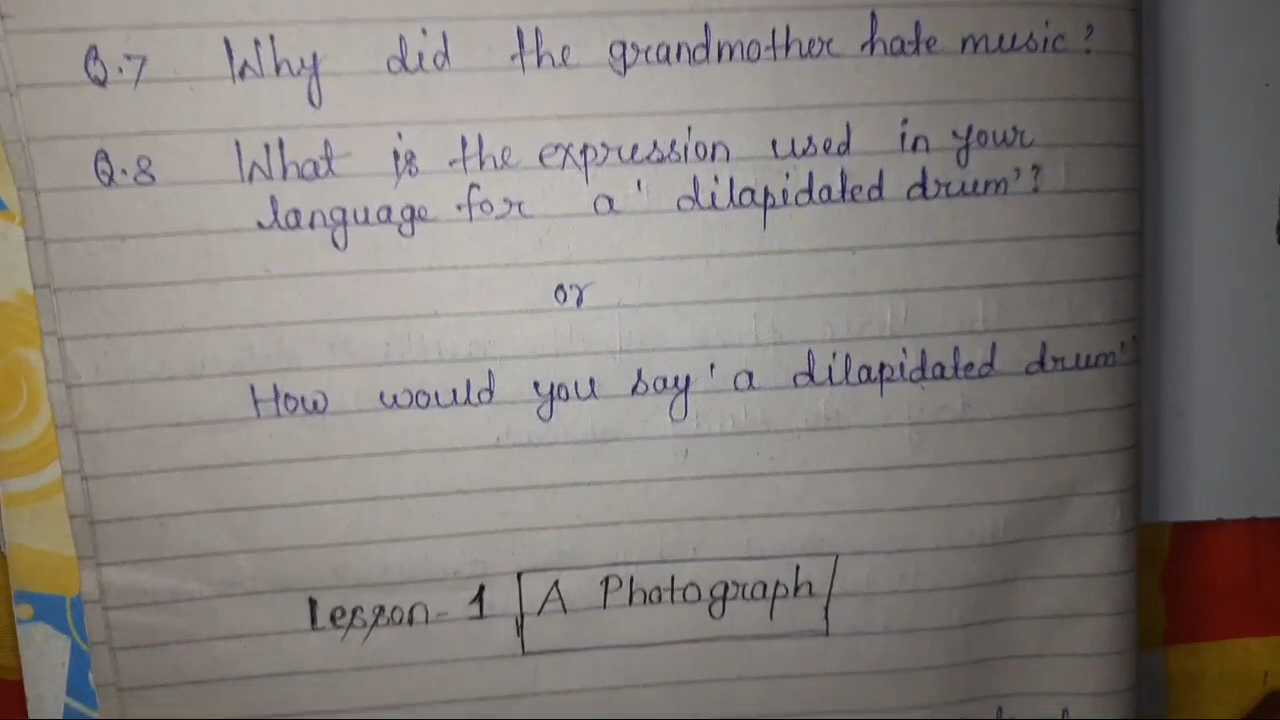 Q.7 Why did the grandmother hate music?
Q.8 What is the expression used in your
language for a 'dilapidated drum'?
or
How would you say 'a dilapidated drum'
Lesson-1 A Photograph